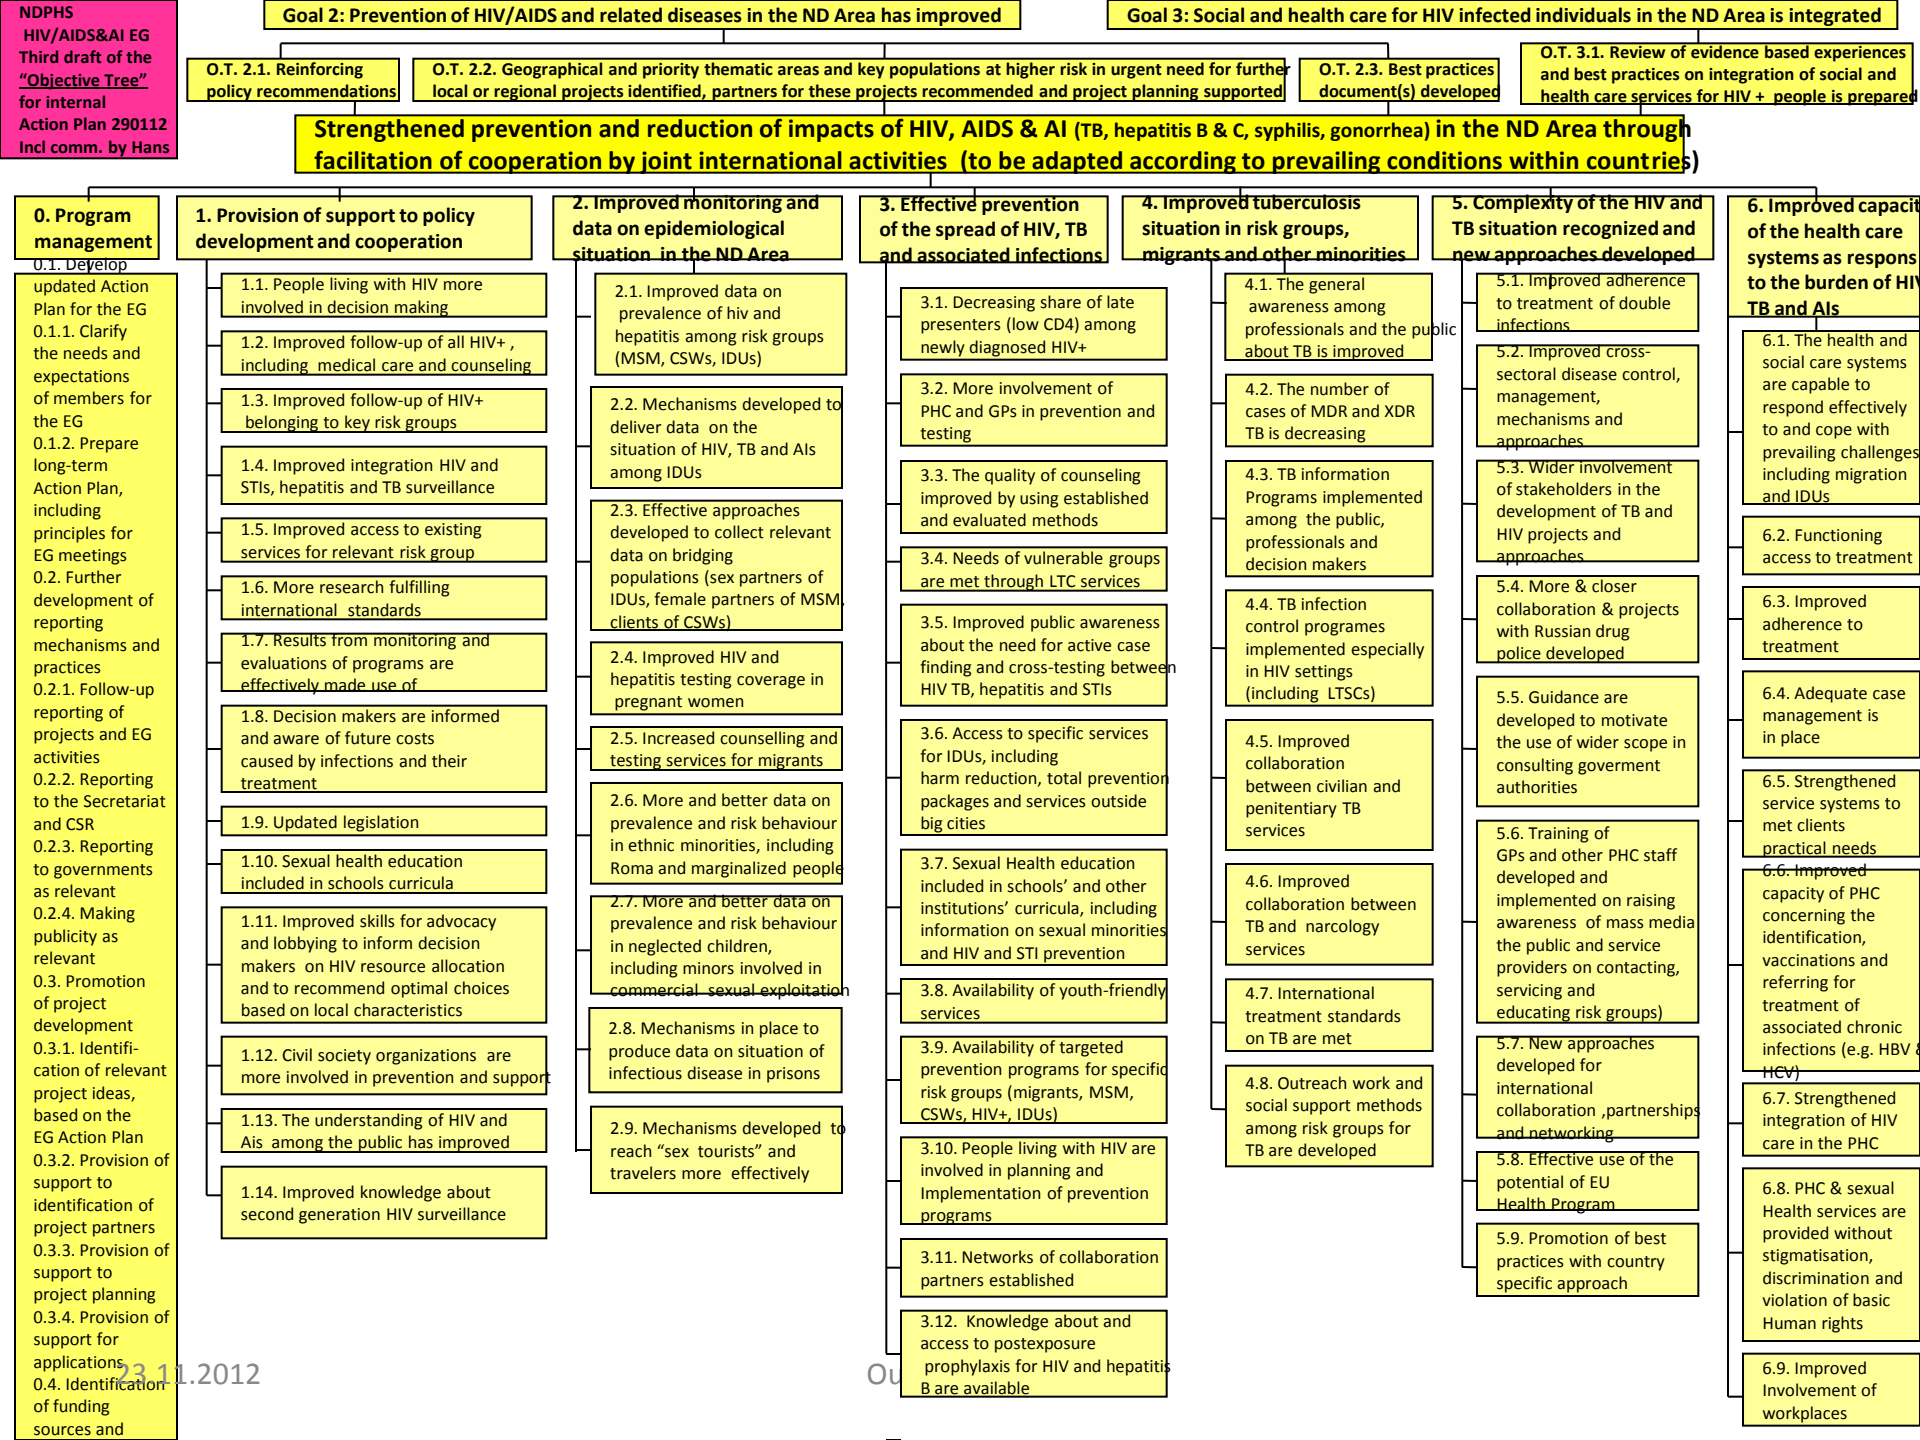 NDPHS
HIV/AIDS&AI EG
Third draft of the
“Objective Tree”
for internal
Action Plan 290112
Incl comm. by Hans
Goal 2: Prevention of HIV/AIDS and related diseases in the ND Area has improved
Goal 3: Social and health care for HIV infected individuals in the ND Area is integrated
O.T. 2.1. Reinforcing
policy recommendations
O.T. 2.2. Geographical and priority thematic areas and key populations at higher risk in urgent need for further
local or regional projects identified, partners for these projects recommended and project planning supported
O.T. 2.3. Best practices
document(s) developed
O.T. 3.1. Review of evidence based experiences
and best practices on integration of social and
health care services for HIV + people is prepared
Strengthened prevention and reduction of impacts of HIV, AIDS & AI (TB, hepatitis B & C, syphilis, gonorrhea) in the ND Area through
facilitation of cooperation by joint international activities (to be adapted according to prevailing conditions within countries)
0. Program
management
0.1. Develop
updated Action
Plan for the EG
0.1.1. Clarify
the needs and
expectations
of members for
the EG
0.1.2. Prepare
long-term
Action Plan,
including
principles for
EG meetings
0.2. Further
development of
reporting
mechanisms and
practices
0.2.1. Follow-up
reporting of
projects and EG
activities
0.2.2. Reporting
to the Secretariat
and CSR
0.2.3. Reporting
to governments
as relevant
0.2.4. Making
publicity as
relevant
0.3. Promotion
of project
development
0.3.1. Identifi-
cation of relevant
project ideas,
based on the
EG Action Plan
0.3.2. Provision of
support to
identification of
project partners
0.3.3. Provision of
support to
project planning
0.3.4. Provision of
support for
applications
0.4. Identification
of funding
sources and
1. Provision of support to policy
development and cooperation
1.1. People living with HIV more
involved in decision making
1.2. Improved follow-up of all HIV+ ,
including medical care and counseling
1.3. Improved follow-up of HIV+
belonging to key risk groups
1.4. Improved integration HIV and
STIs, hepatitis and TB surveillance
1.5. Improved access to existing
services for relevant risk group
1.6. More research fulfilling
international standards
1.7. Results from monitoring and
evaluations of programs are
effectively made use of
1.8. Decision makers are informed
and aware of future costs
caused by infections and their
treatment
1.9. Updated legislation
1.10. Sexual health education
included in schools curricula
1.11. Improved skills for advocacy
and lobbying to inform decision
makers on HIV resource allocation
and to recommend optimal choices
based on local characteristics
1.12. Civil society organizations are
more involved in prevention and support
1.13. The understanding of HIV and
Ais among the public has improved
1.14. Improved knowledge about
second generation HIV surveillance
2. Improved monitoring and
data on epidemiological
situation in the ND Area
2.1. Improved data on
prevalence of hiv and
hepatitis among risk groups
(MSM, CSWs, IDUs)
2.2. Mechanisms developed to
deliver data on the
situation of HIV, TB and AIs
among IDUs
2.3. Effective approaches
developed to collect relevant
data on bridging
populations (sex partners of
IDUs, female partners of MSM,
clients of CSWs)
2.4. Improved HIV and
hepatitis testing coverage in
pregnant women
2.5. Increased counselling and
testing services for migrants
2.6. More and better data on
prevalence and risk behaviour
in ethnic minorities, including
Roma and marginalized people
2.7. More and better data on
prevalence and risk behaviour
in neglected children,
including minors involved in
commercial sexual exploitation
2.8. Mechanisms in place to
produce data on situation of
infectious disease in prisons
2.9. Mechanisms developed to
reach “sex tourists” and
travelers more effectively
3. Effective prevention
of the spread of HIV, TB
and associated infections
3.1. Decreasing share of late
presenters (low CD4) among
newly diagnosed HIV+
3.2. More involvement of
PHC and GPs in prevention and
testing
3.3. The quality of counseling
improved by using established
and evaluated methods
3.4. Needs of vulnerable groups
are met through LTC services
3.5. Improved public awareness
about the need for active case
finding and cross-testing between
HIV TB, hepatitis and STIs
3.6. Access to specific services
for IDUs, including
harm reduction, total prevention
packages and services outside
big cities
3.7. Sexual Health education
included in schools’ and other
institutions’ curricula, including
information on sexual minorities
and HIV and STI prevention
3.8. Availability of youth-friendly
services
3.9. Availability of targeted
prevention programs for specific
risk groups (migrants, MSM,
CSWs, HIV+, IDUs)
3.10. People living with HIV are
involved in planning and
Implementation of prevention
programs
3.11. Networks of collaboration
partners established
3.12. Knowledge about and
access to postexposure
prophylaxis for HIV and hepatitis
B are available
4. Improved tuberculosis
situation in risk groups,
migrants and other minorities
4.1. The general
awareness among
professionals and the public
about TB is improved
4.2. The number of
cases of MDR and XDR
TB is decreasing
4.3. TB information
Programs implemented
among the public,
professionals and
decision makers
4.4. TB infection
control programes
implemented especially
in HIV settings
(including LTSCs)
4.5. Improved
collaboration
between civilian and
penitentiary TB
services
4.6. Improved
collaboration between
TB and narcology
services
4.7. International
treatment standards
on TB are met
4.8. Outreach work and
social support methods
among risk groups for
TB are developed
5. Complexity of the HIV and
TB situation recognized and
new approaches developed
5.1. Improved adherence
to treatment of double
infections
5.2. Improved cross-
sectoral disease control,
management,
mechanisms and
approaches
5.3. Wider involvement
of stakeholders in the
development of TB and
HIV projects and
approaches
5.4. More & closer
collaboration & projects
with Russian drug
police developed
5.5. Guidance are
developed to motivate
the use of wider scope in
consulting goverment
authorities
5.6. Training of
GPs and other PHC staff
developed and
implemented on raising
awareness of mass media
the public and service
providers on contacting,
servicing and
educating risk groups)
5.7. New approaches
developed for
international
collaboration ,partnerships
and networking
5.8. Effective use of the
potential of EU
Health Program
5.9. Promotion of best
practices with country
specific approach
6. Improved capacit
of the health care
systems as respons
to the burden of HIV
TB and AIs
6.1. The health and
social care systems
are capable to
respond effectively
to and cope with
prevailing challenges
including migration
and IDUs
6.2. Functioning
access to treatment
6.3. Improved
adherence to
treatment
6.4. Adequate case
management is
in place
6.5. Strengthened
service systems to
met clients
practical needs
6.6. Improved
capacity of PHC
concerning the
identification,
vaccinations and
referring for
treatment of
associated chronic
infections (e.g. HBV &
HCV)
6.7. Strengthened
integration of HIV
care in the PHC
6.8. PHC & sexual
Health services are
provided without
stigmatisation,
discrimination and
violation of basic
Human rights
6.9. Improved
Involvement of
workplaces
23.11.2012
Ou